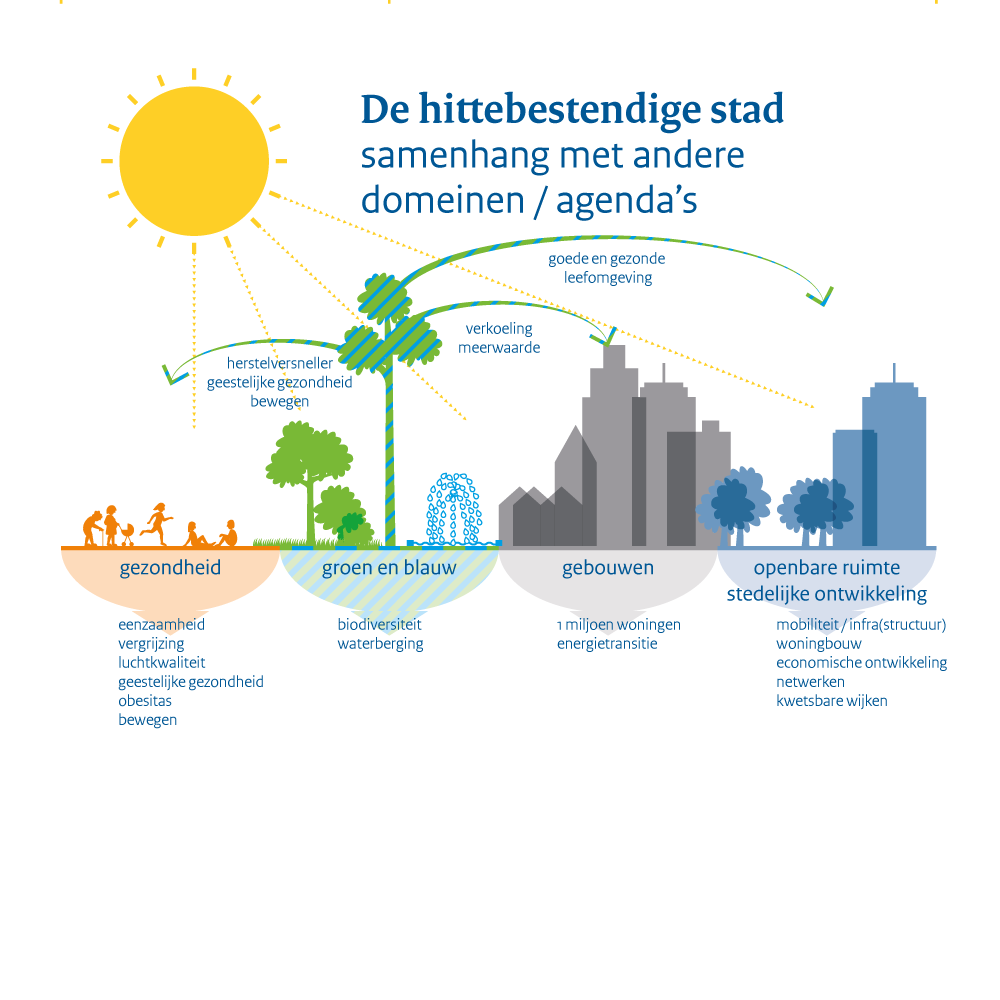 De hittebestendige stad
samenhang met andere
domeinen / agenda's
goede en gezonde
leefomgeving
verkoeling
meerwaarde
herstelversneller
geestelijke gezondheid
bewegen
gezondheid
eenzaamheid
vergrijzing
luchtkwaliteit
geestelijke gezondheid
obesitas
bewegen
groen en blauw
biodiversiteit
waterberging
gebouwen
1 miljoen woningen
energietransitie
openbare ruimte
stedelijke ontwikkeling
mobiliteit / infra(structuur)
woningbouw
economische ontwikkeling
netwerken
kwetsbare wijken